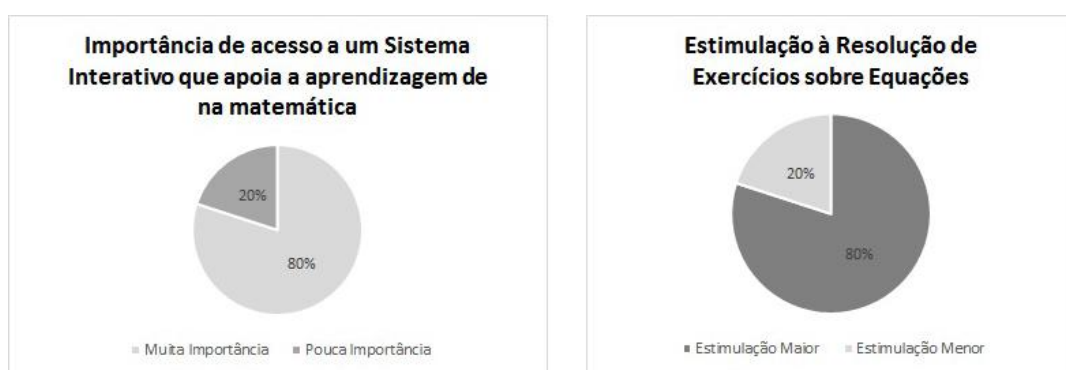 Importância de acesso a um Sistema
Interativo que apoia a aprendizagem de
na matemática
20%
80%
Muita Importância Pouca Importância
Estimulação à Resolução de
Exercícios sobre Equações
20%
80%
Estimulação Maior Estimulação Menor